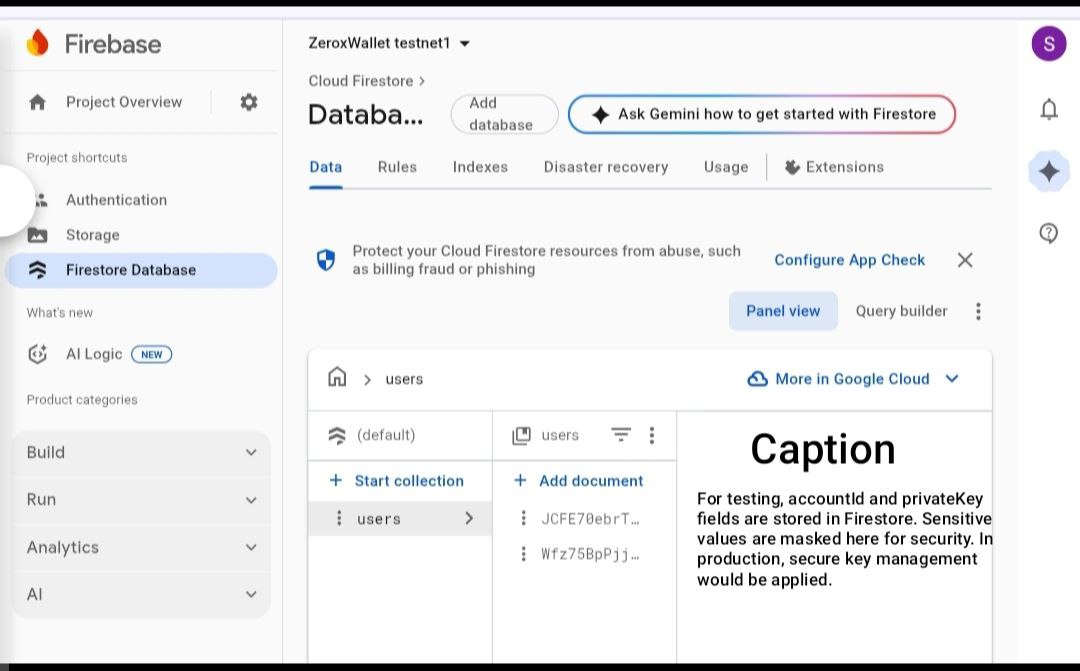 Firebase
Project Overview
Project shortcuts
Authentication
Storage
Firestore Database
What's new
AI Logic NEW
Product categories
Build
Run
Analytics
AI
ZeroxWallet testnet1
Cloud Firestore >
Databa...
Add
database
Ask Gemini how to get started with Firestore
Data Rules Indexes Disaster recovery Usage Extensions
Protect your Cloud Firestore resources from abuse, such
as billing fraud or phishing
Configure App Check
Panel view Query builder
> users
More in Google Cloud
(default)
+ Start collection
users >
users
+ Add document
JCFE70ebrT…
Wfz75BpPjj…
Caption
For testing, accountId and privateKey
fields are stored in Firestore. Sensitive
values are masked here for security. In
production, secure key management
would be applied.
S